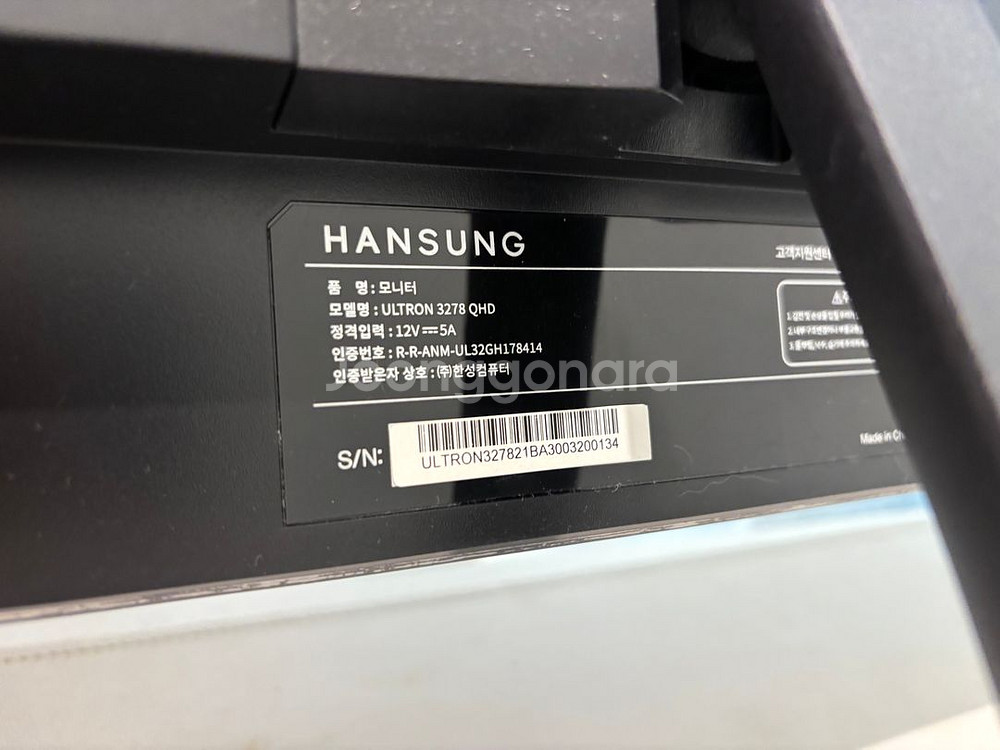 HANSUNG
고객지원센터
품 명 : 모니터
모델명 : ULTRON 3278 QHD
정격입력 : 12V⎓5A
인증번호 : R-R-ANM-UL32GH178414
인증받은자 상호 : (주)한성컴퓨터
Joonggonara
S/N:
ULTRON327821BA3003200134
Made in